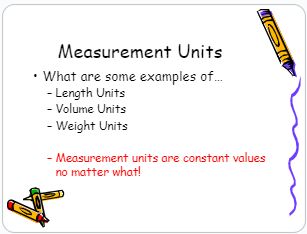 Measurement Units
• What are some examples of…
– Length Units
– Volume Units
– Weight Units
– Measurement units are constant values
no matter what!